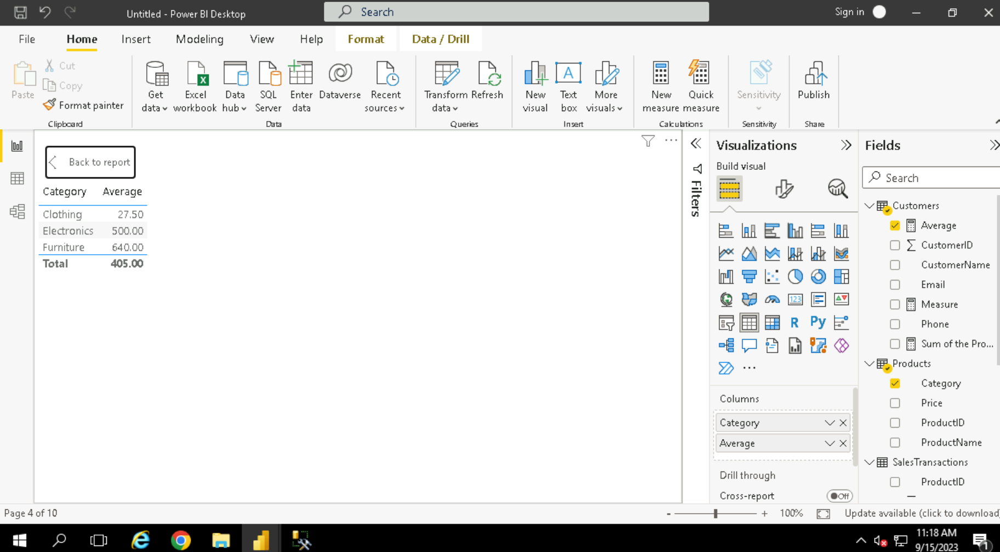 Untitled - Power BI Desktop
Search
Sign in
File
Home
Insert
Modeling
View
Help
Format
Data / Drill
Paste
Cut
Copy
Format painter
Clipboard
Get data
Excel workbook
Data hub
SQL Server
Enter data
Dataverse
Recent sources
Data
Transform data
Refresh
Queries
New visual
Text box
More visuals
Insert
New measure
Quick measure
Calculations
Sensitivity
Sensitivity
Publish
Share
Back to report
Category Average
Clothing 27.50
Electronics 500.00
Furniture 640.00
Total 405.00
Filters
Visualizations
Build visual
123
R
Py
Columns
Category
Average
Drill through
Cross-report
Off
Fields
Search
Customers
Average
CustomerID
CustomerName
Email
Measure
Phone
Sum of the Pro...
Products
Category
Price
ProductID
ProductName
SalesTransactions
ProductID
Page 4 of 10
- + 100%
Update available (click to download)
11:18 AM
9/15/2023
1